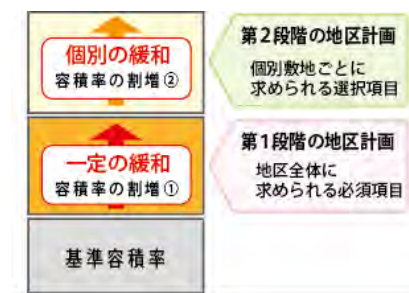 個別の緩和
容積率の割増②
第2段階の地区計画
個別敷地ごとに
求められる選択項目
一定の緩和
容積率の割増①
第1段階の地区計画
地区全体に
求められる必須項目
基準容積率